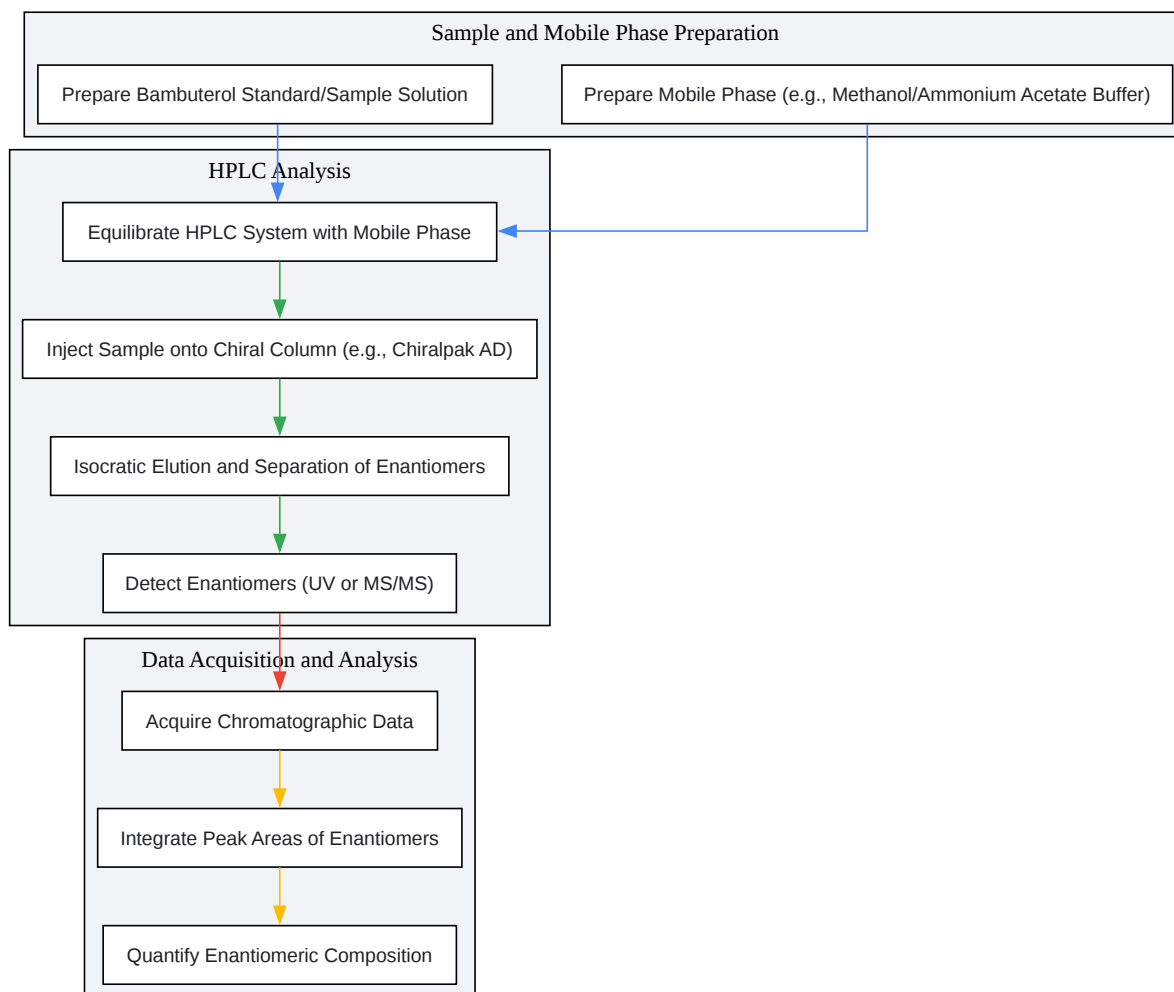 Sample and Mobile Phase Preparation
Prepare Bambuterol Standard/Sample Solution
Prepare Mobile Phase (e.g., Methanol/Ammonium Acetate Buffer)
HPLC Analysis
Equilibrate HPLC System with Mobile Phase
Inject Sample onto Chiral Column (e.g., Chiralpak AD)
Isocratic Elution and Separation of Enantiomers
Detect Enantiomers (UV or MS/MS)
Data Acquisition and Analysis
Acquire Chromatographic Data
Integrate Peak Areas of Enantiomers
Quantify Enantiomeric Composition